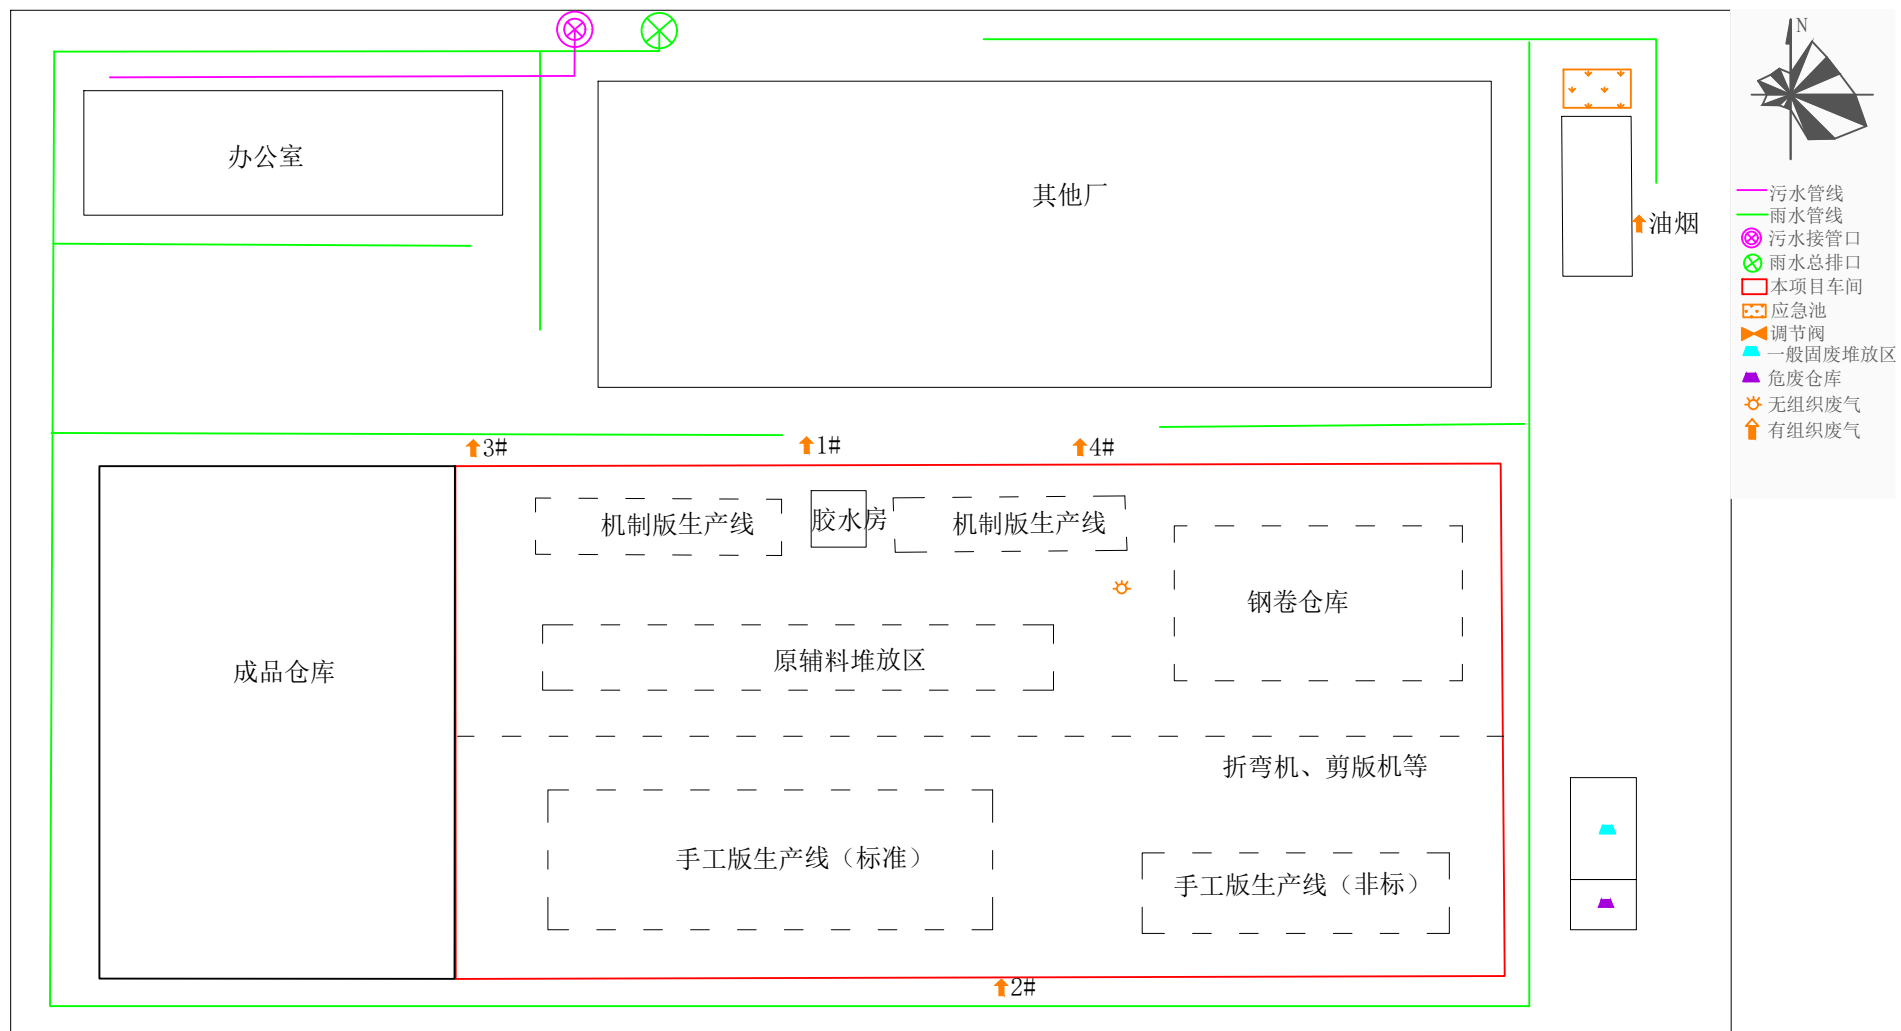 N
办公室
其他厂
油烟
污水管线
雨水管线
污水接管口
雨水总排口
本项目车间
应急池
调节阀
一般固废堆放区
危废仓库
无组织废气
有组织废气
3#
1#
4#
机制版生产线
胶水房
机制版生产线
钢卷仓库
原辅料堆放区
成品仓库
折弯机、剪版机等
手工版生产线（标准）
手工版生产线（非标）
2#